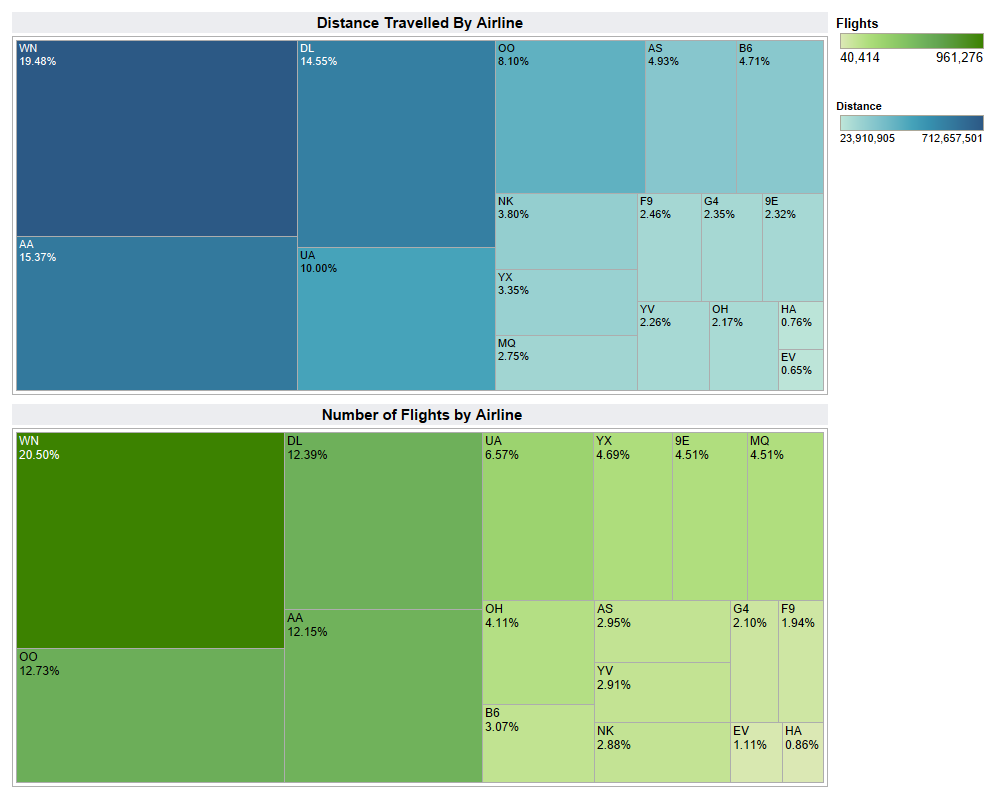 Distance Travelled By Airline
WN
19.48%
AA
15.37%
DL
14.55%
UA
10.00%
OO
8.10%
AS
4.93%
B6
4.71%
NK
3.80%
YX
3.35%
MQ
2.75%
F9
2.46%
G4
2.35%
9E
2.32%
YV
2.26%
OH
2.17%
HA
0.76%
EV
0.65%
Flights
40,414 961,276
Distance
23,910,905 712,657,501
Number of Flights by Airline
WN
20.50%
OO
12.73%
DL
12.39%
AA
12.15%
UA
6.57%
YX
4.69%
9E
4.51%
MQ
4.51%
OH
4.11%
B6
3.07%
AS
2.95%
YV
2.91%
NK
2.88%
G4
2.10%
F9
1.94%
EV
1.11%
HA
0.86%